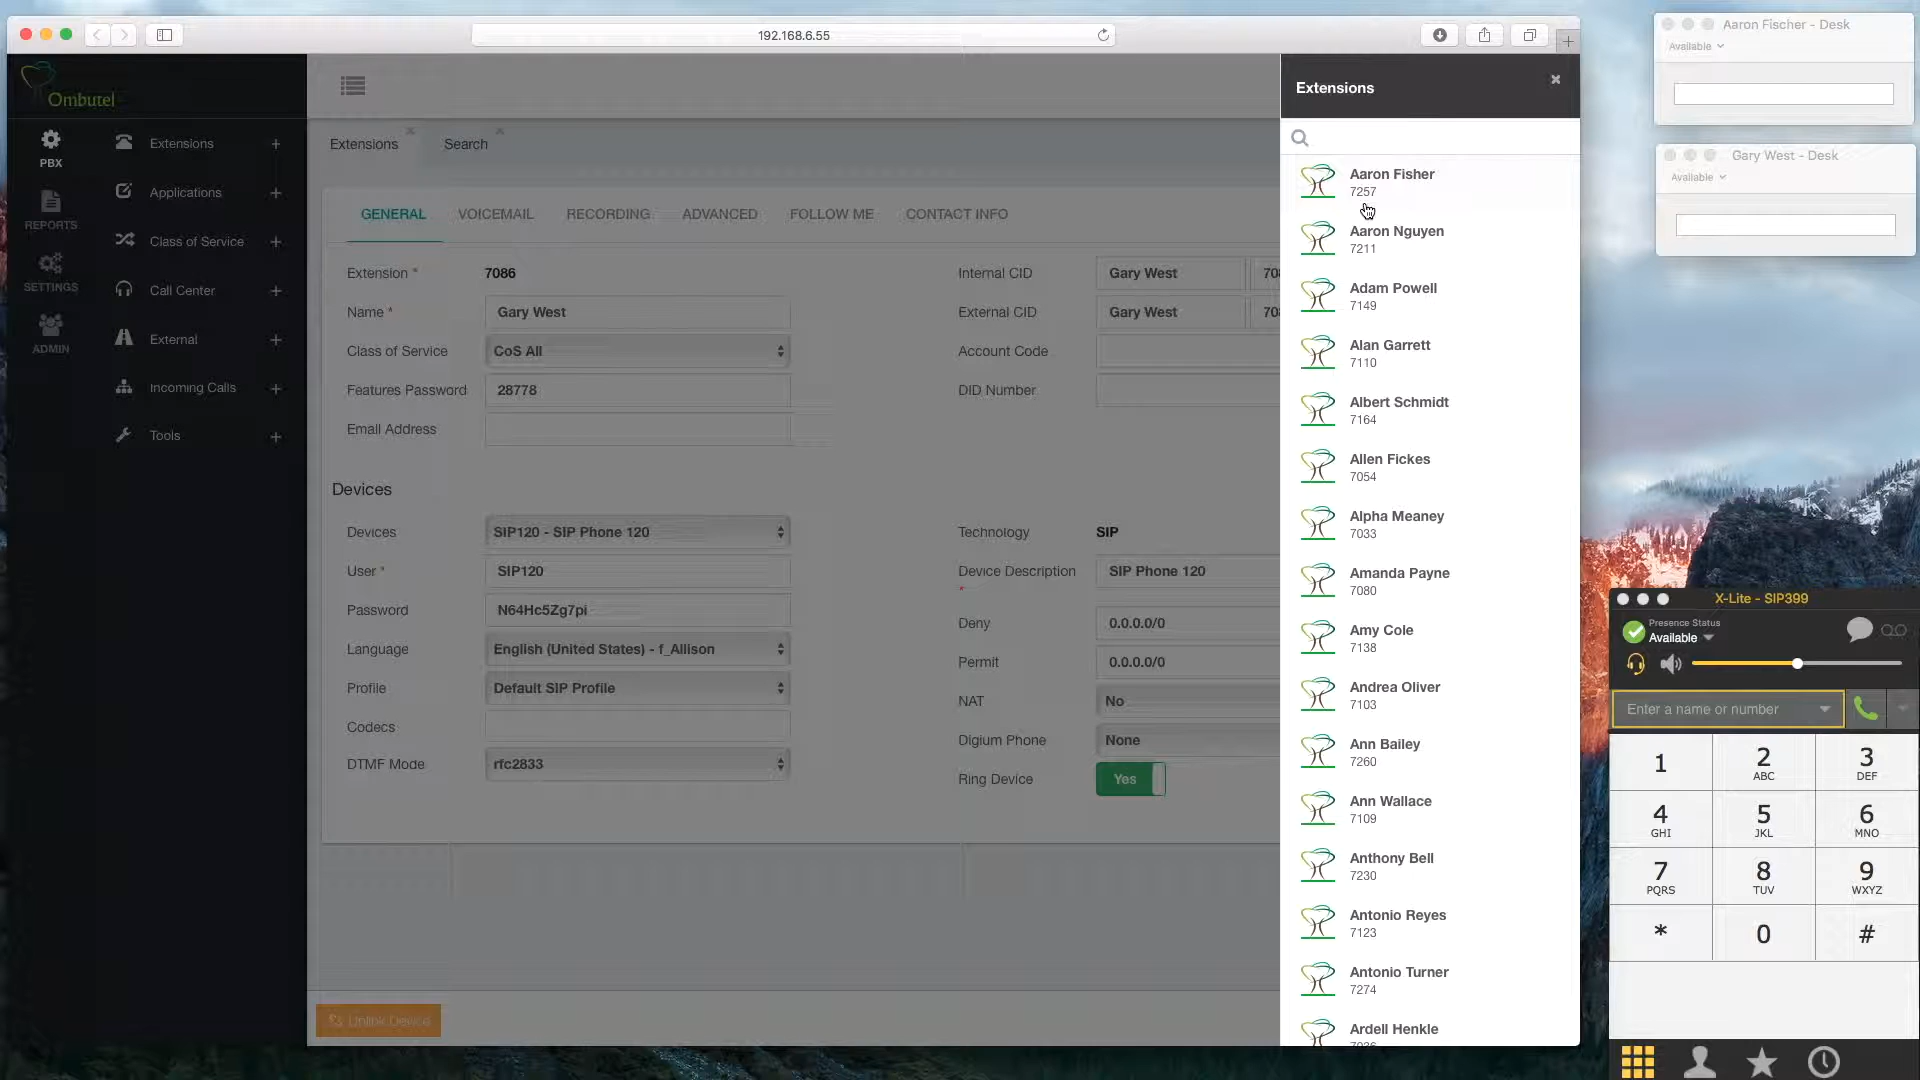 192.168.6.55
Ombutel
PBX
REPORTS
SETTINGS
ADMIN
Extensions +
Applications +
Class of Service +
Call Center +
External +
Incoming Calls +
Tools +
Extensions
Search
GENERAL VOICEMAIL RECORDING ADVANCED FOLLOW ME CONTACT INFO
Extension * 7086
Name * Gary West
Class of Service CoS All
Features Password 28778
Email Address
Internal CID Gary West 70
External CID Gary West 70
Account Code
DID Number
Devices
Devices SIP120 - SIP Phone 120
User * SIP120
Password N64Hc5Zg7pi
Language English (United States) - f_Allison
Profile Default SIP Profile
Codecs
DTMF Mode rfc2833
Technology SIP
Device Description * SIP Phone 120
Deny 0.0.0.0/0
Permit 0.0.0.0/0
NAT No
Digium Phone None
Ring Device Yes
Unlink Device
Extensions
Aaron Fisher
7257
Aaron Nguyen
7211
Adam Powell
7149
Alan Garrett
7110
Albert Schmidt
7164
Allen Fickes
7054
Alpha Meaney
7033
Amanda Payne
7080
Amy Cole
7138
Andrea Oliver
7103
Ann Bailey
7260
Ann Wallace
7109
Anthony Bell
7230
Antonio Reyes
7123
Antonio Turner
7274
Ardell Henkle
Aaron Fischer - Desk
Available
Gary West - Desk
Available
X-Lite - SIP399
Presence Status
Available
Enter a name or number
1 2 3
ABC DEF
4 5 6
GHI JKL MNO
7 8 9
PQRS TUV WXYZ
* 0 #